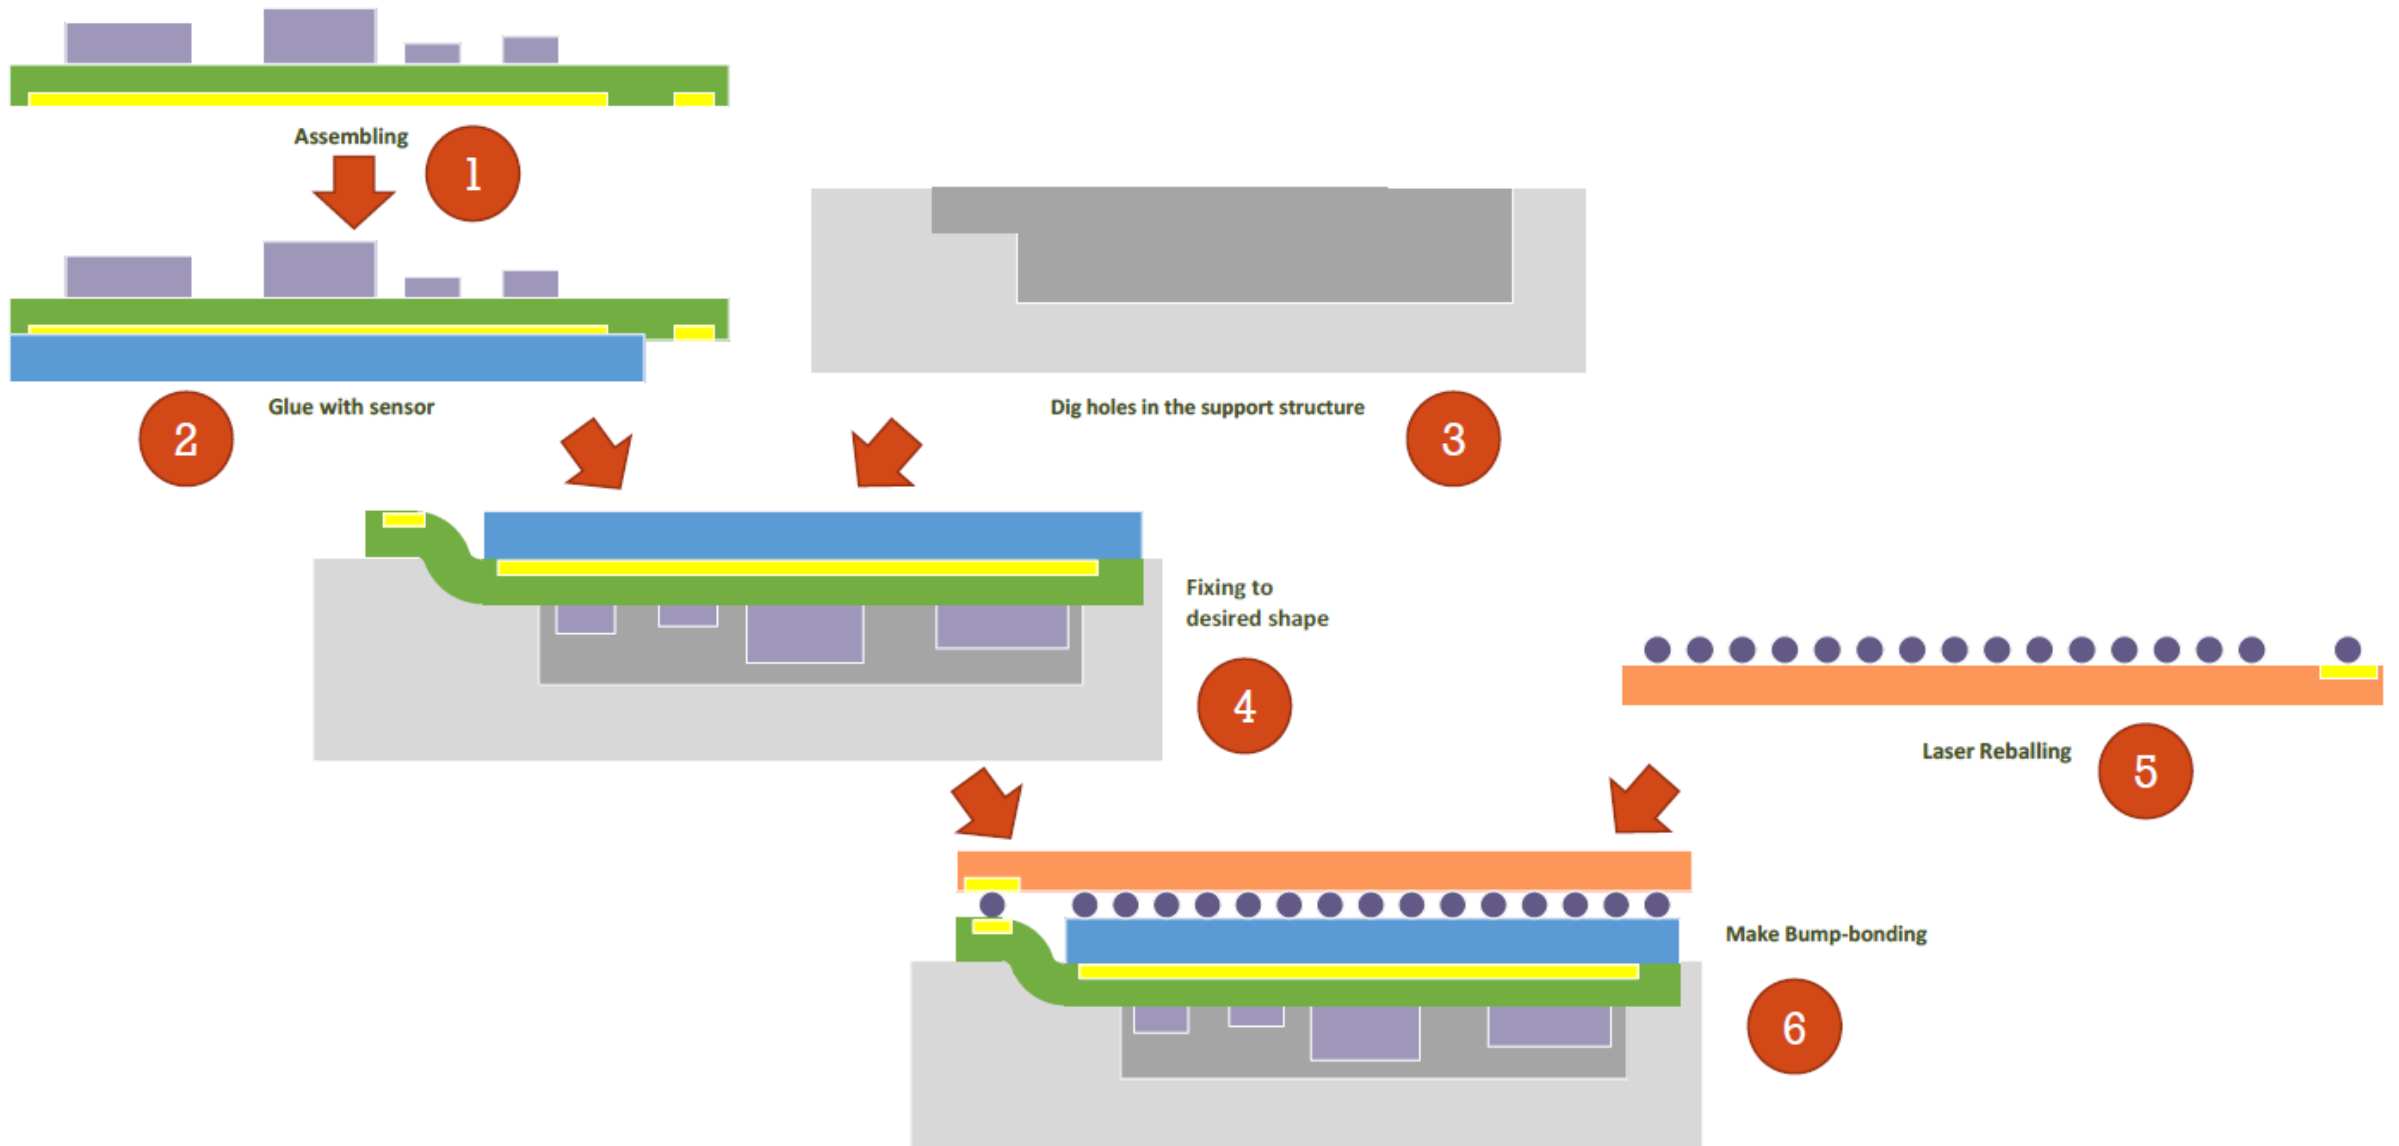 Assembling
1
2
Glue with sensor
Dig holes in the support structure
3
Fixing to
desired shape
4
Laser Reballing
5
Make Bump-bonding
6